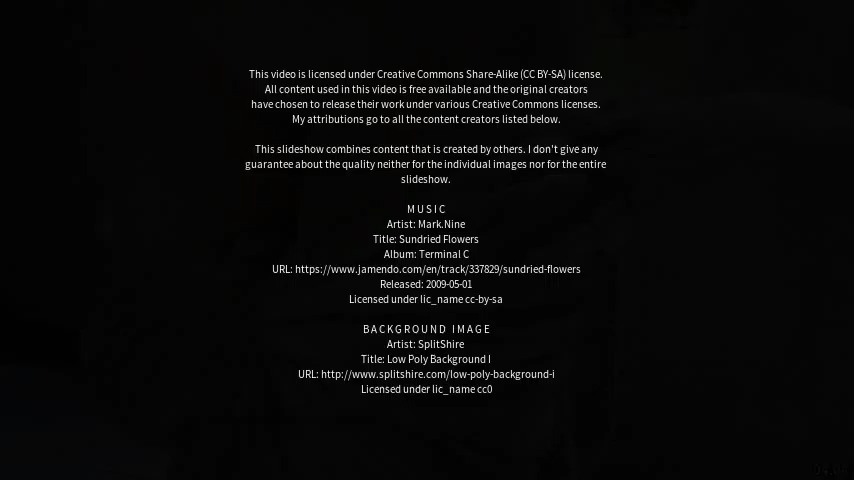 This video is licensed under Creative Commons Share-Alike (CC BY-SA) license.
All content used in this video is free available and the original creators
have chosen to release their work under various Creative Commons licenses.
My attributions go to all the content creators listed below.
This slideshow combines content that is created by others. I don't give any
guarantee about the quality neither for the individual images nor for the entire
slideshow.
MUSIC
Artist: Mark.Nine
Title: Sundried Flowers
Album: Terminal C
URL: https://www.jamendo.com/en/track/337829/sundried-flowers
Released: 2009-05-01
Licensed under lic_name cc-by-sa
BACKGROUND IMAGE
Artist: SplitShire
Title: Low Poly Background I
URL: http://www.splitshire.com/low-poly-background-i
Licensed under lic_name cc0